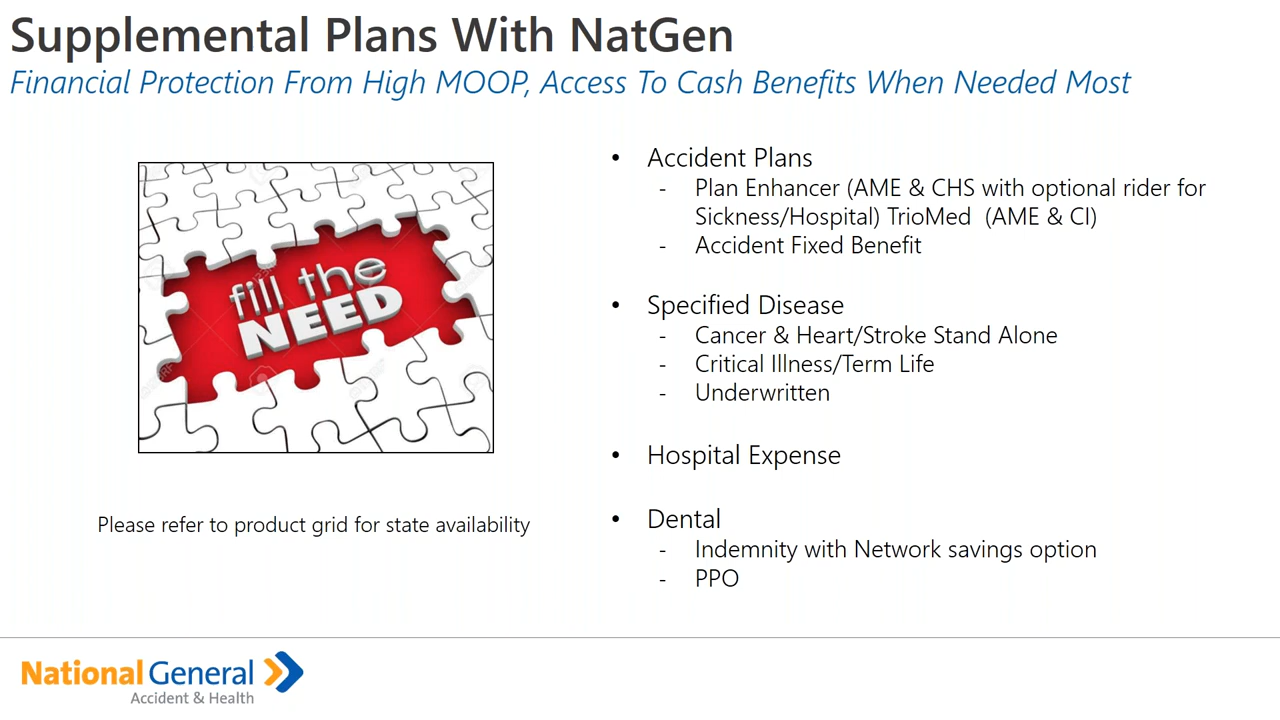 Supplemental Plans With NatGen
Financial Protection From High MOOP, Access To Cash Benefits When Needed Most
fill the
NEED
Please refer to product grid for state availability
• Accident Plans
- Plan Enhancer (AME & CHS with optional rider for
Sickness/Hospital) TrioMed (AME & CI)
- Accident Fixed Benefit
• Specified Disease
- Cancer & Heart/Stroke Stand Alone
- Critical Illness/Term Life
- Underwritten
• Hospital Expense
• Dental
- Indemnity with Network savings option
- PPO
National General
Accident & Health